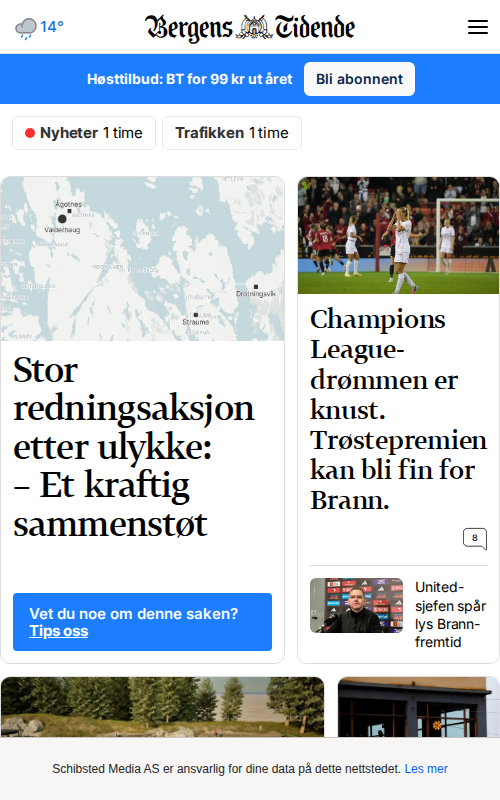 14°
Bergens Tidende
Høsttilbud: BT for 99 kr ut året
Bli abonnent
Nyheter 1 time
Trafikken 1 time
Ågotnes
Valderhaug
Drotningsvik
Straume
Stor
redningsaksjon
etter ulykke:
– Et kraftig
sammenstøt
Vet du noe om denne saken?
Tips oss
Champions
League-
drømmen er
knust.
Trøstepremien
kan bli fin for
Brann.
8
United-
sjefen spår
lys Brann-
fremtid
Schibsted Media AS er ansvarlig for dine data på dette nettstedet. Les mer